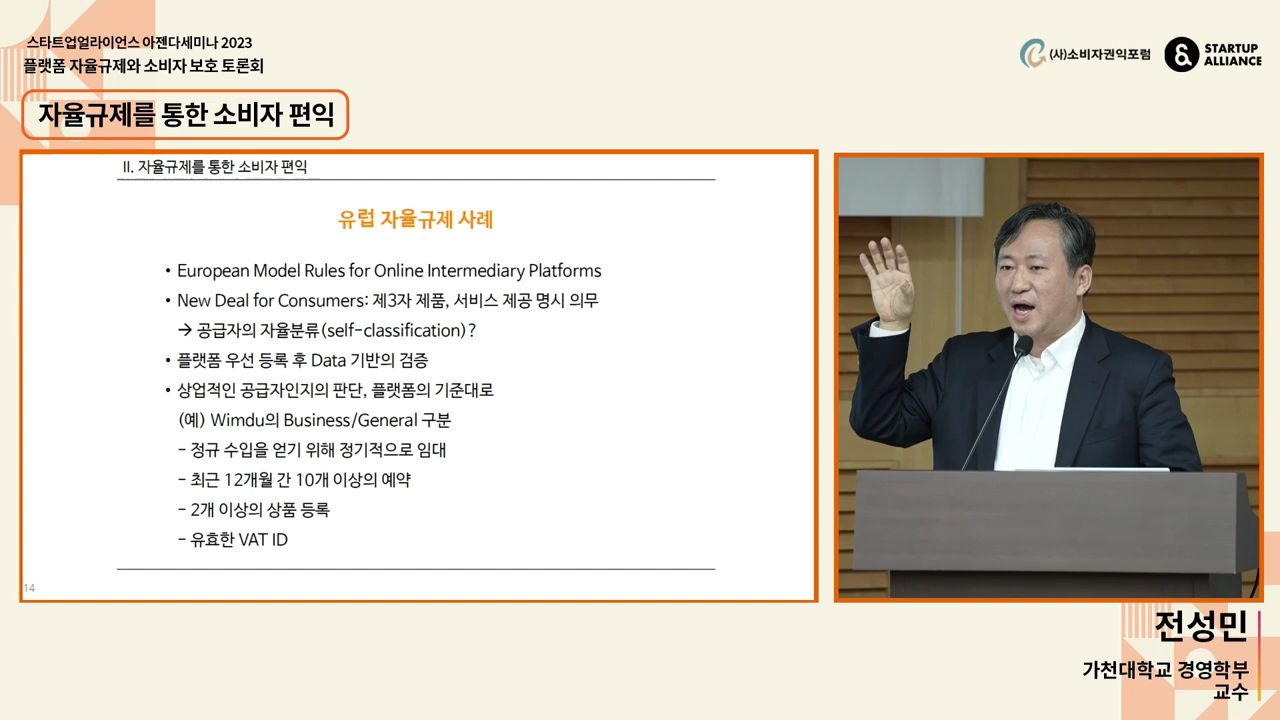 스타트업얼라이언스 아젠다세미나 2023
플랫폼 자율규제와 소비자 보호 토론회
(사)소비자권익포럼
&
STARTUP
ALLIANCE
자율규제를 통한 소비자 편익
II. 자율규제를 통한 소비자 편익
유럽 자율규제 사례
• European Model Rules for Online Intermediary Platforms
• New Deal for Consumers: 제3자 제품, 서비스 제공 명시 의무
→ 공급자의 자율분류(self-classification)?
• 플랫폼 우선 등록 후 Data 기반의 검증
• 상업적인 공급자인지의 판단, 플랫폼의 기준대로
(예) Wimdu의 Business/General 구분
- 정규 수입을 얻기 위해 정기적으로 임대
- 최근 12개월 간 10개 이상의 예약
- 2개 이상의 상품 등록
- 유효한 VAT ID
14
전성민
가천대학교 경영학부
교수